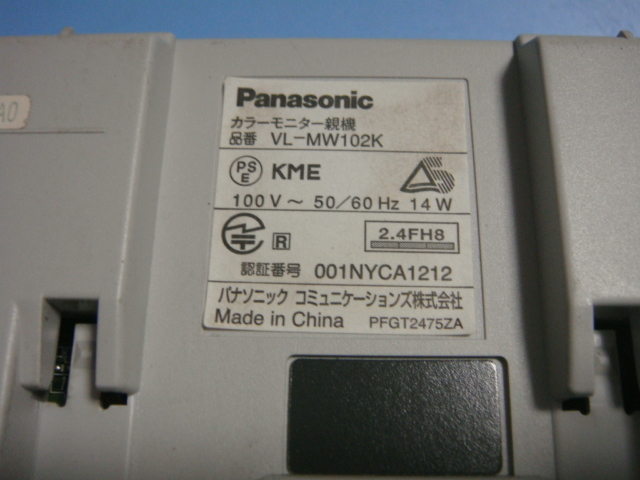 AO
Panasonic
カラーモニター親機
品番 VL-MW102K
PSE KME
100 V ～ 50/60 Hz 14 W
R 2.4FH8
認証番号 001NYCA1212
パナソニック コミュニケーションズ株式会社
Made in China PFGT2475ZA